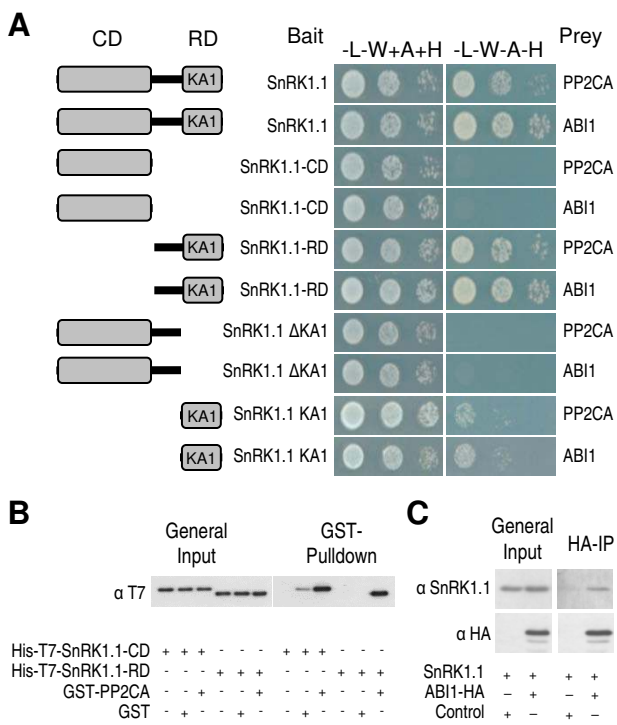 A
CD RD Bait -L-W+A+H -L-W-A-H Prey
KA1 SnRK1.1 PP2CA
KA1 SnRK1.1 ABI1
SnRK1.1-CD PP2CA
SnRK1.1-CD ABI1
KA1 SnRK1.1-RD PP2CA
KA1 SnRK1.1-RD ABI1
SnRK1.1 ΔKA1 PP2CA
SnRK1.1 ΔKA1 ABI1
KA1 SnRK1.1 KA1 PP2CA
KA1 SnRK1.1 KA1 ABI1
B
General Input
GST-Pulldown
α T7
His-T7-SnRK1.1-CD + + + - - - + + + - - -
His-T7-SnRK1.1-RD - - - + + + - - - + + +
GST-PP2CA - - + - - + - - + - - +
GST - + - - + - - + - - + -
C
General Input
HA-IP
α SnRK1.1
α HA
SnRK1.1 + + + +
ABI1-HA – + – +
Control + – + –